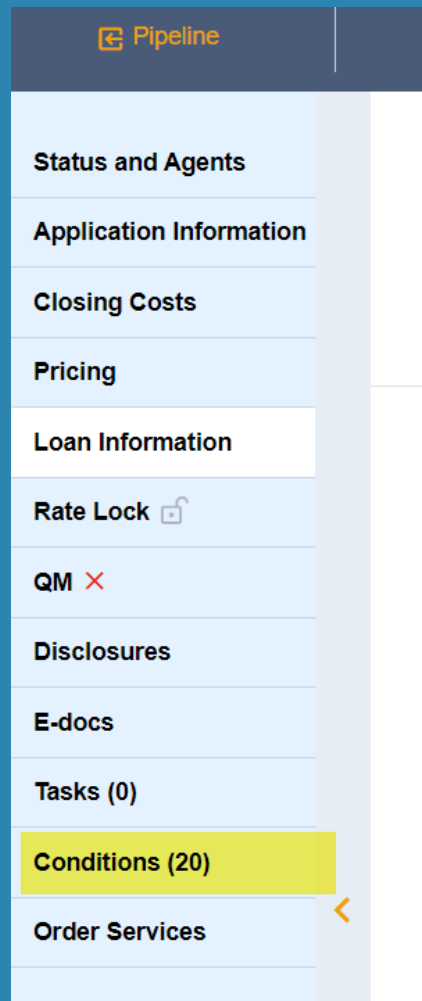 Pipeline
Status and Agents
Application Information
Closing Costs
Pricing
Loan Information
Rate Lock
QM
Disclosures
E-docs
Tasks (0)
Conditions (20)
Order Services